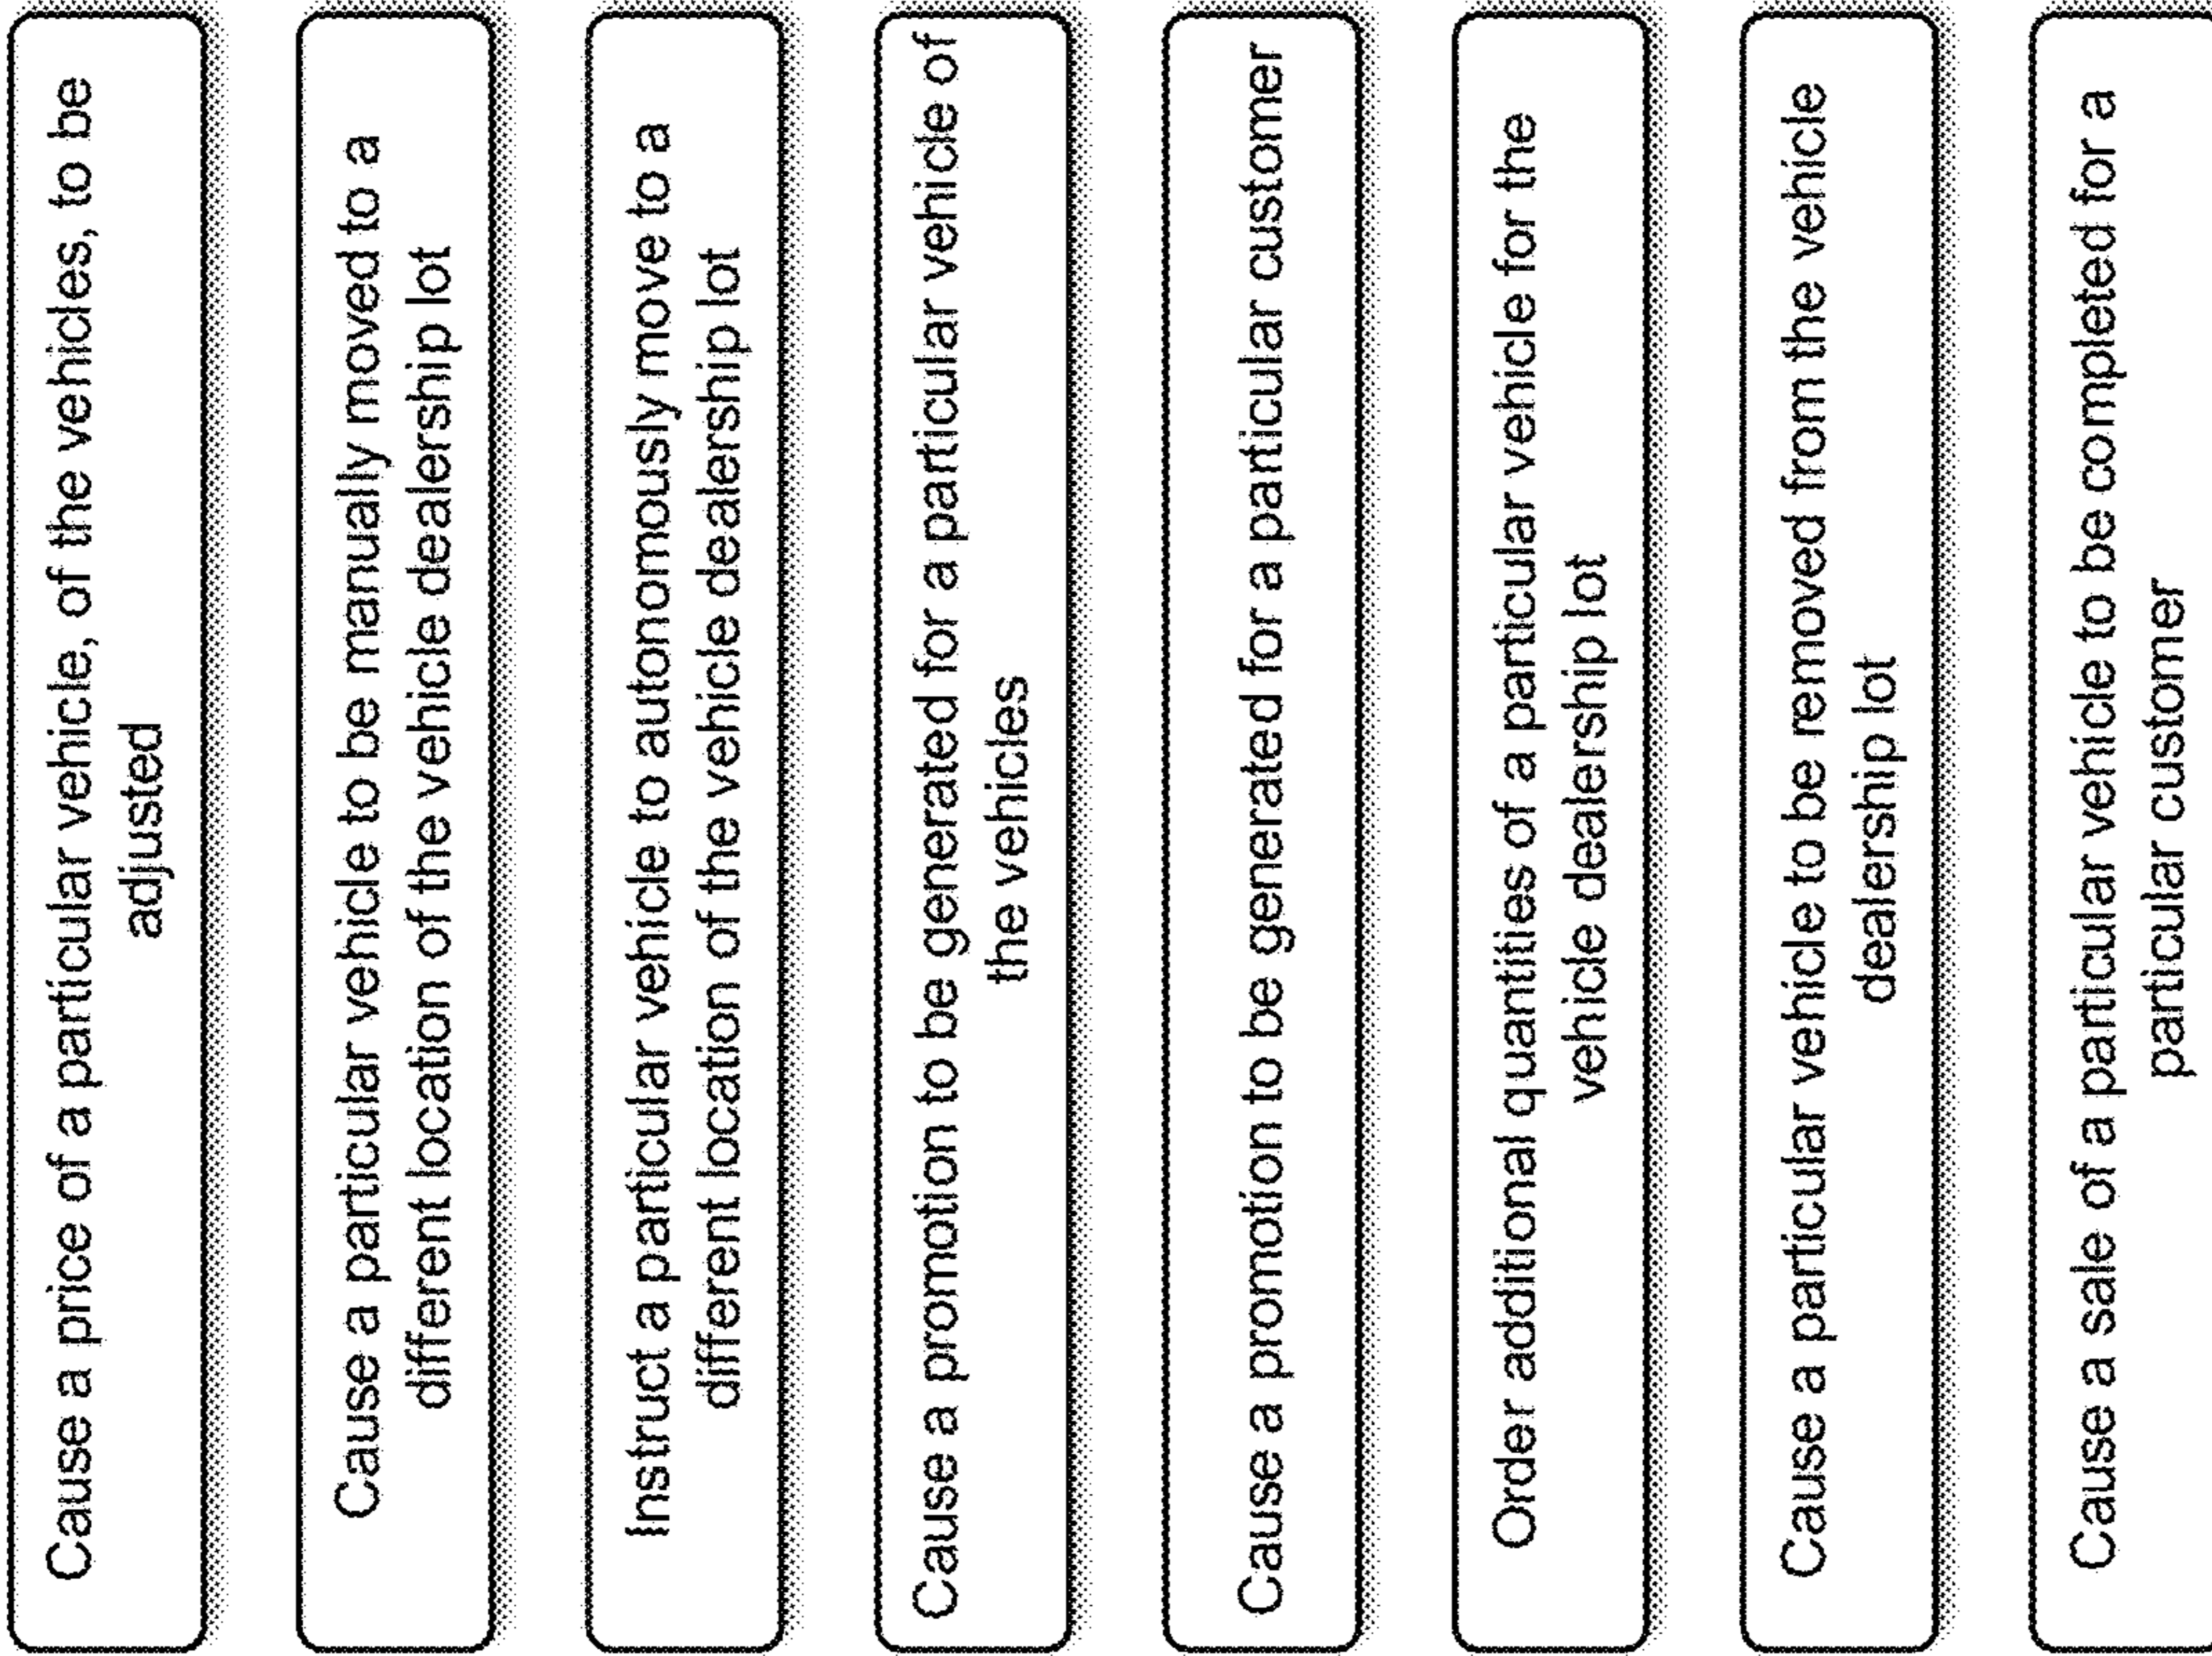 Cause a price of a particular vehicle, of the vehicles, to be
adjusted
Cause a particular vehicle to be manually moved to a
different location of the vehicle dealership lot
Instruct a particular vehicle to autonomously move to a
different location of the vehicle dealership lot
Cause a promotion to be generated for a particular vehicle of
the vehicles
Cause a promotion to be generated for a particular customer
Order additional quantities of a particular vehicle for the
vehicle dealership lot
Cause a particular vehicle to be removed from the vehicle
dealership lot
Cause a sale of a particular vehicle to be completed for a
particular customer